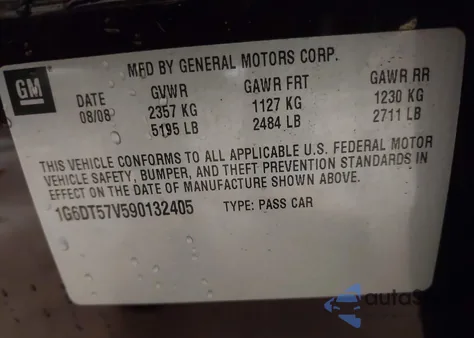 GM
MFD BY GENERAL MOTORS CORP.
DATE GVWR GAWR FRT GAWR RR
08/08 2357 KG 1127 KG 1230 KG
5195 LB 2484 LB 2711 LB
THIS VEHICLE CONFORMS TO ALL APPLICABLE U.S. FEDERAL MOTOR
VEHICLE SAFETY, BUMPER, AND THEFT PREVENTION STANDARDS IN
EFFECT ON THE DATE OF MANUFACTURE SHOWN ABOVE.
1G6DT57V590132405 TYPE: PASS CAR